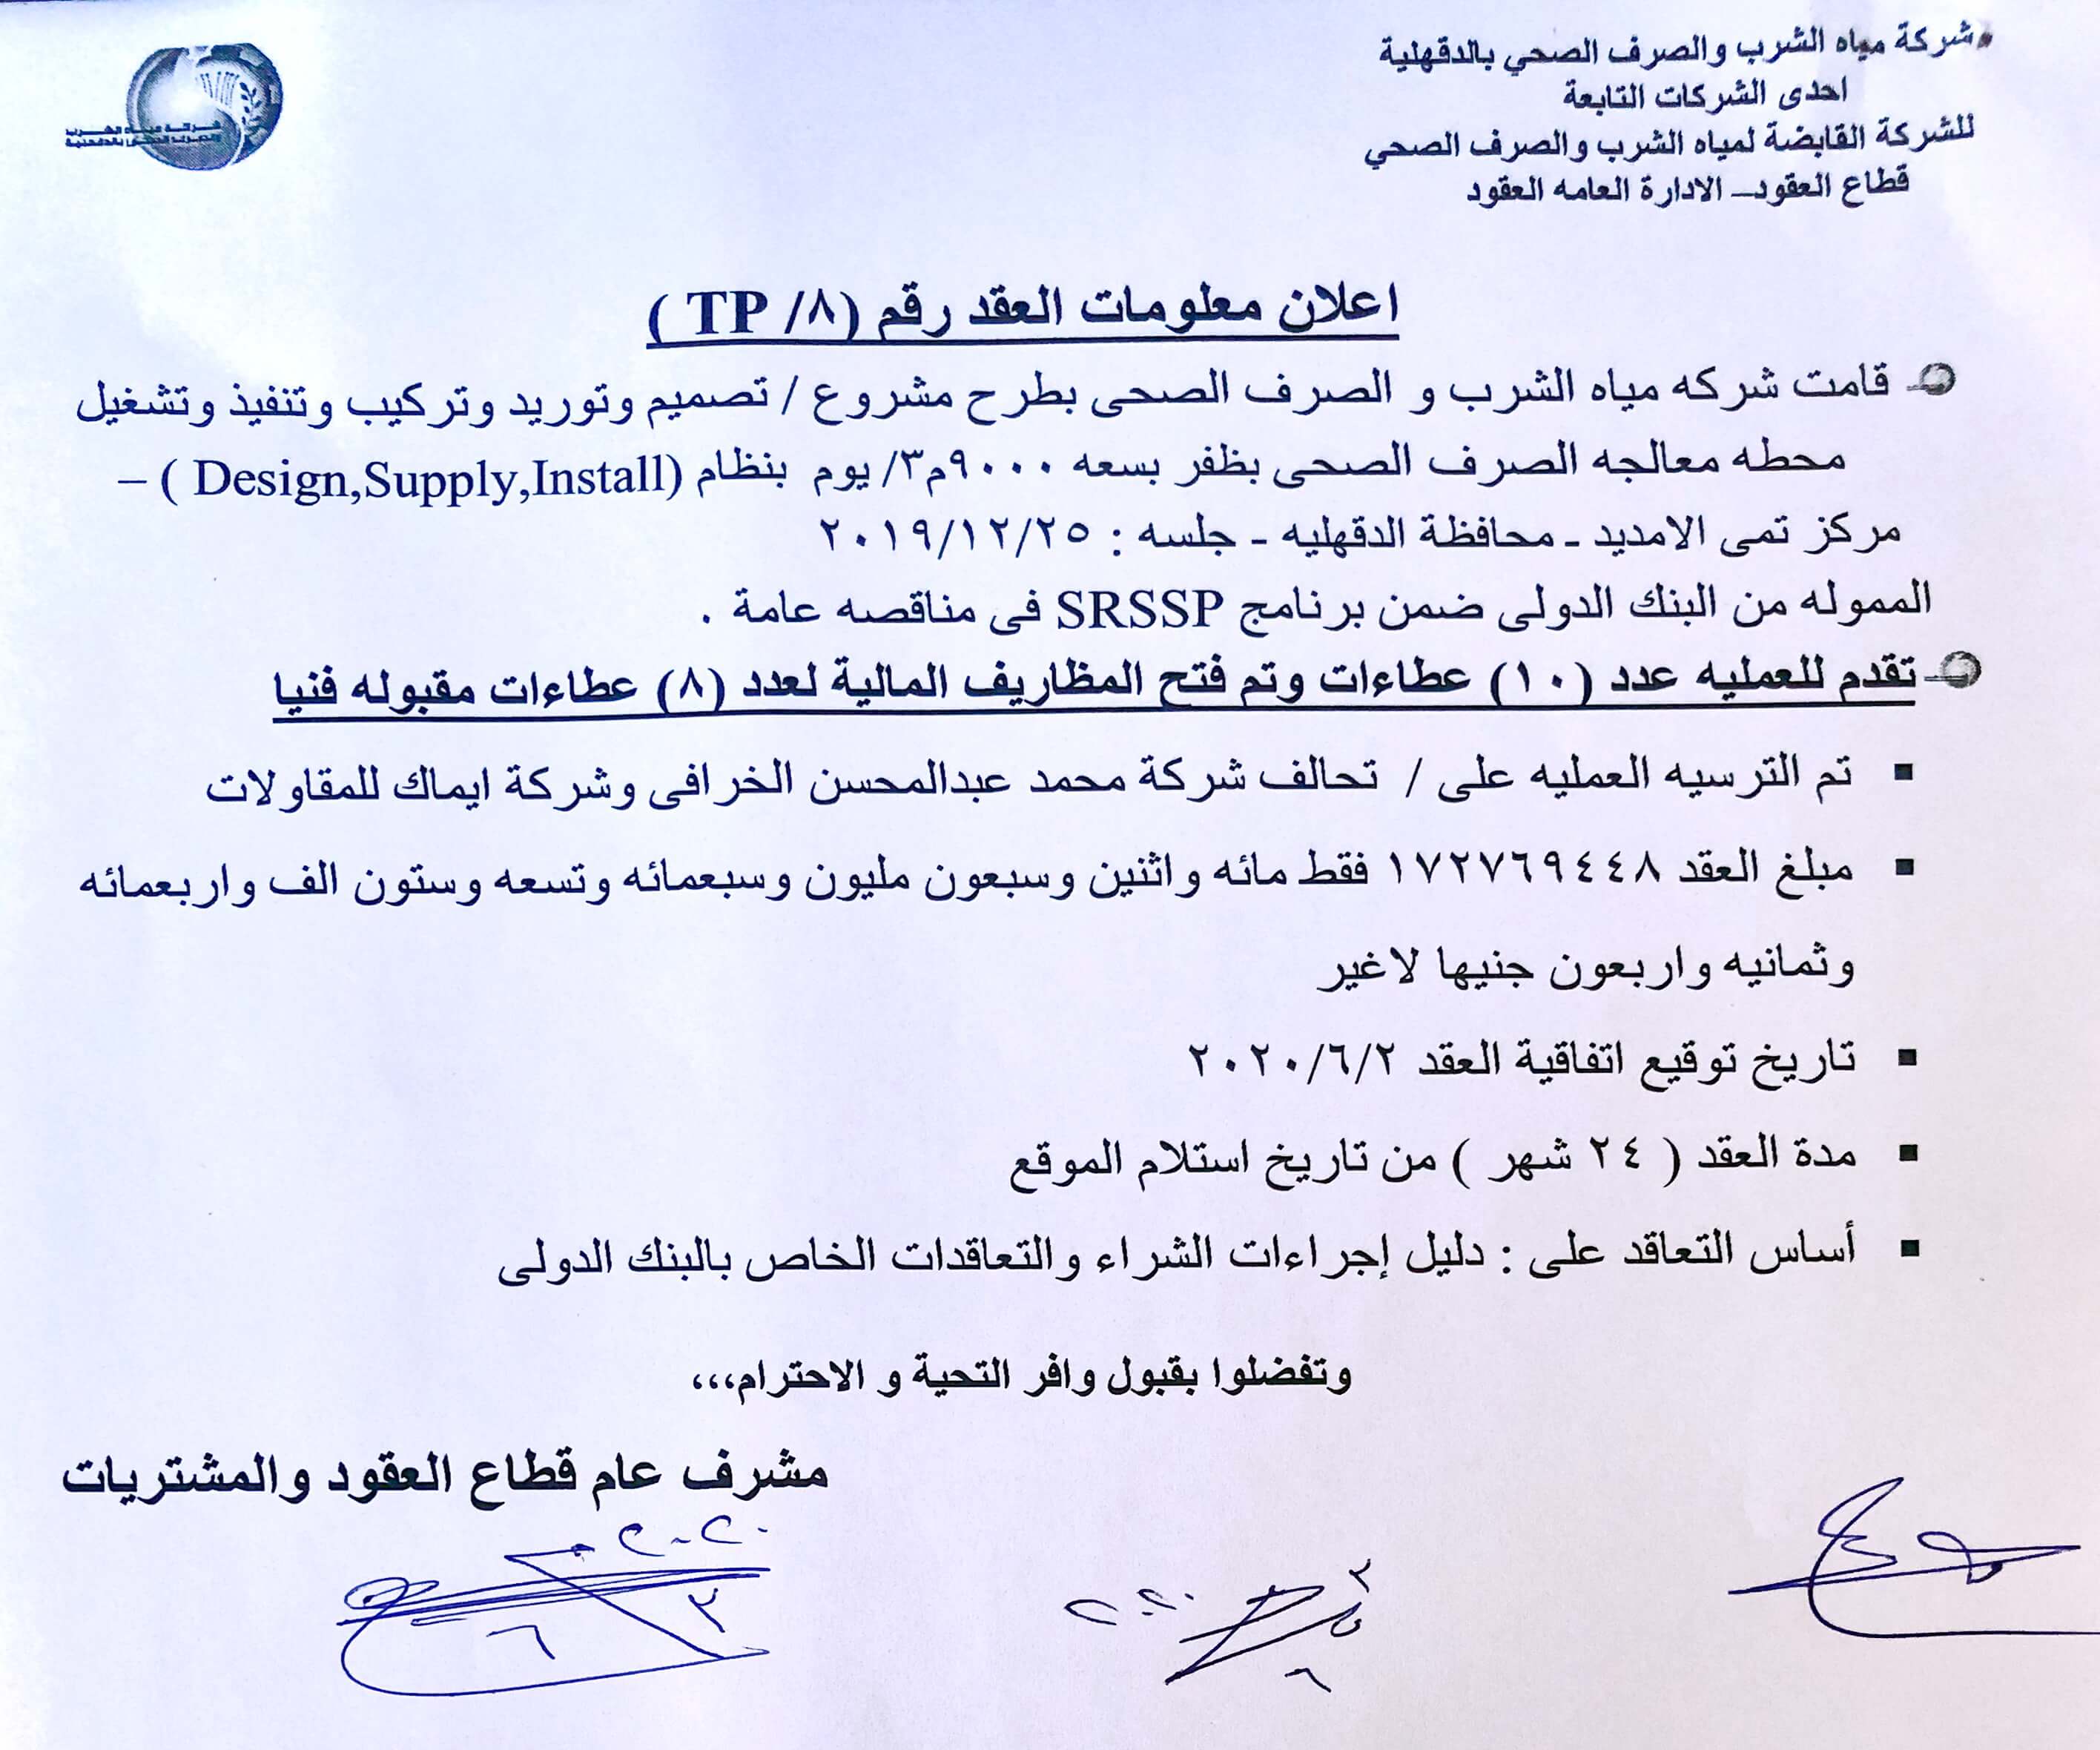 شركة مياه الشرب والصرف الصحي بالدقهلية
احدى الشركات التابعة
للشركة القابضة لمياه الشرب والصرف الصحي
قطاع العقود– الادارة العامه العقود
شركة مياه الشرب
والصرف الصحى بالدقهلية
اعلان معلومات العقد رقم (٨/ TP )
قامت شركه مياه الشرب و الصرف الصحى بطرح مشروع / تصميم وتوريد وتركيب وتنفيذ وتشغيل
محطه معالجه الصرف الصحى بظفر بسعه ٩٠٠٠م٣/ يوم بنظام (Design,Supply,Install ) –
مركز تمى الامديد - محافظة الدقهليه - جلسه : ٢٠١٩/١٢/٢٥
الممولة من البنك الدولى ضمن برنامج SRSSP فى مناقصه عامة .
تقدم للعمليه عدد (١٠) عطاءات وتم فتح المظاريف المالية لعدد (٨) عطاءات مقبوله فنيا
▪ تم الترسيه العمليه على / تحالف شركة محمد عبدالمحسن الخرافى وشركة ايماك للمقاولات
▪ مبلغ العقد ١٧٢٧٦٩٤٤٨ فقط مائه واثنين وسبعون مليون وسبعمائه وتسعه وستون الف واربعمائه
وثمانيه واربعون جنيها لاغير
▪ تاريخ توقيع اتفاقية العقد ٢٠٢٠/٦/٢
▪ مدة العقد ( ٢٤ شهر ) من تاريخ استلام الموقع
▪ أساس التعاقد على : دليل إجراءات الشراء والتعاقدات الخاص بالبنك الدولى
وتفضلوا بقبول وافر التحية و الاحترام،،،
مشرف عام قطاع العقود والمشتريات